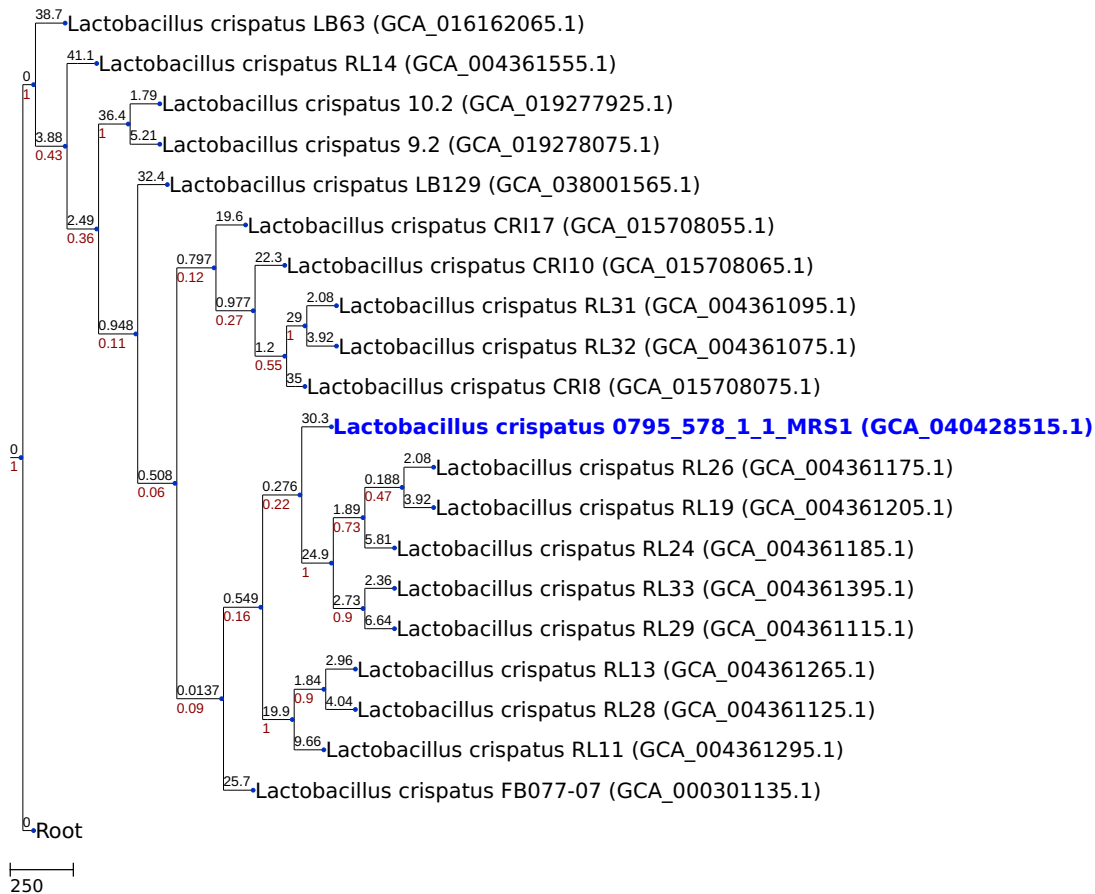 38.7 Lactobacillus crispatus LB63 (GCA_016162065.1)
41.1 Lactobacillus crispatus RL14 (GCA_004361555.1)
0
1
1.79 Lactobacillus crispatus 10.2 (GCA_019277925.1)
36.4
1
3.88
0.43
5.21 Lactobacillus crispatus 9.2 (GCA_019278075.1)
32.4 Lactobacillus crispatus LB129 (GCA_038001565.1)
2.49
0.36
19.6 Lactobacillus crispatus CRI17 (GCA_015708055.1)
0.797
0.12
22.3 Lactobacillus crispatus CRI10 (GCA_015708065.1)
0.977
0.27
2.08 Lactobacillus crispatus RL31 (GCA_004361095.1)
29
1
0.948
0.11
3.92 Lactobacillus crispatus RL32 (GCA_004361075.1)
1.2
0.55
35 Lactobacillus crispatus CRI8 (GCA_015708075.1)
30.3 Lactobacillus crispatus 0795_578_1_1_MRS1 (GCA_040428515.1)
0
1
2.08 Lactobacillus crispatus RL26 (GCA_004361175.1)
0.508
0.06
0.276
0.22
0.188
0.47
3.92 Lactobacillus crispatus RL19 (GCA_004361205.1)
1.89
0.73
5.81 Lactobacillus crispatus RL24 (GCA_004361185.1)
24.9
1
2.36 Lactobacillus crispatus RL33 (GCA_004361395.1)
0.549
0.16
2.73
0.9
6.64 Lactobacillus crispatus RL29 (GCA_004361115.1)
2.96 Lactobacillus crispatus RL13 (GCA_004361265.1)
0.0137
0.09
1.84
0.9
4.04 Lactobacillus crispatus RL28 (GCA_004361125.1)
19.9
1
9.66 Lactobacillus crispatus RL11 (GCA_004361295.1)
25.7 Lactobacillus crispatus FB077-07 (GCA_000301135.1)
0 Root
250